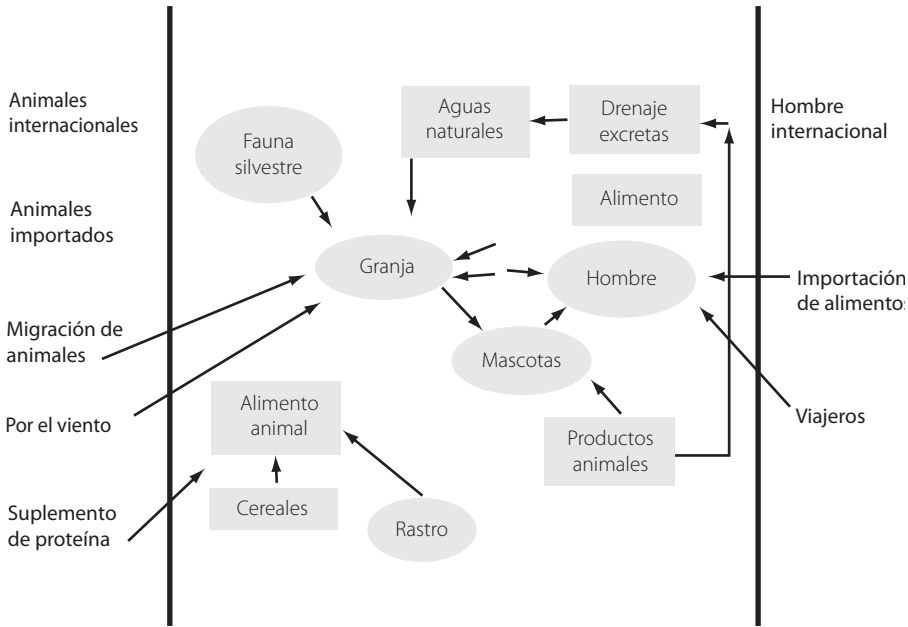 Animales
internacionales
Animales
importados
Migración de
animales
Por el viento
Suplemento
de proteína
Fauna
silvestre
Aguas
naturales
Drenaje
excretas
Alimento
Granja
Hombre
Mascotas
Alimento
animal
Productos
animales
Cereales
Rastro
Hombre
internacional
Importación
de alimentos
Viajeros